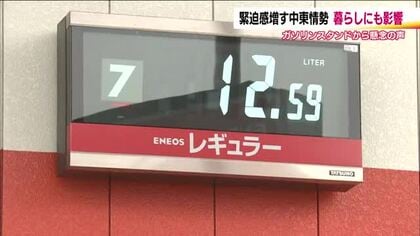 緊迫感増す中東情勢 暮らしにも影響
ガソリンスタンドから懸念の声
LITER
7
12.59
ENEOS レギュラー
TATSUNO